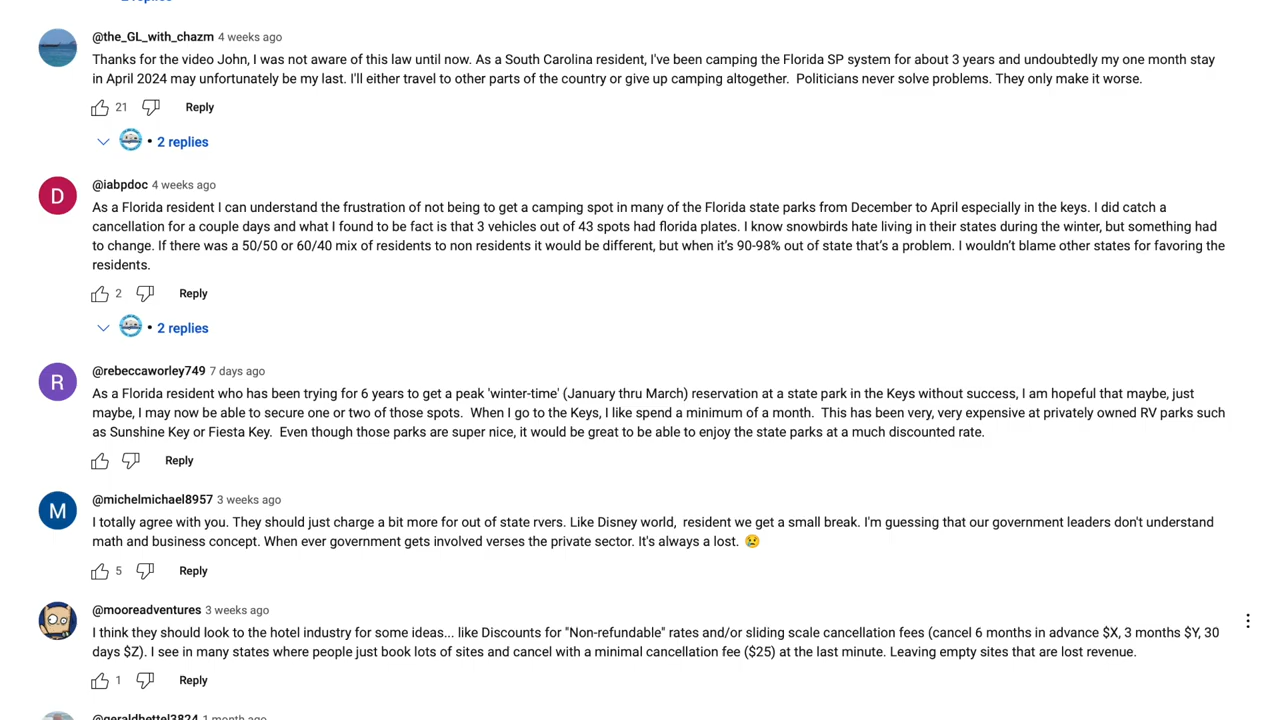 2 replies
@the_GL_with_chazm 4 weeks ago
Thanks for the video John, I was not aware of this law until now. As a South Carolina resident, I've been camping the Florida SP system for about 3 years and undoubtedly my one month stay
in April 2024 may unfortunately be my last. I'll either travel to other parts of the country or give up camping altogether. Politicians never solve problems. They only make it worse.
21 Reply
• 2 replies
D
@iabpdoc 4 weeks ago
As a Florida resident I can understand the frustration of not being to get a camping spot in many of the Florida state parks from December to April especially in the keys. I did catch a
cancellation for a couple days and what I found to be fact is that 3 vehicles out of 43 spots had florida plates. I know snowbirds hate living in their states during the winter, but something had
to change. If there was a 50/50 or 60/40 mix of residents to non residents it would be different, but when it's 90-98% out of state that's a problem. I wouldn't blame other states for favoring the
residents.
2 Reply
• 2 replies
R
@rebeccaworley749 7 days ago
As a Florida resident who has been trying for 6 years to get a peak 'winter-time' (January thru March) reservation at a state park in the Keys without success, I am hopeful that maybe, just
maybe, I may now be able to secure one or two of those spots. When I go to the Keys, I like spend a minimum of a month. This has been very, very expensive at privately owned RV parks such
as Sunshine Key or Fiesta Key. Even though those parks are super nice, it would be great to be able to enjoy the state parks at a much discounted rate.
Reply
M
@michelmichael8957 3 weeks ago
I totally agree with you. They should just charge a bit more for out of state rvers. Like Disney world, resident we get a small break. I'm guessing that our government leaders don't understand
math and business concept. When ever government gets involved verses the private sector. It's always a lost. 😢
5 Reply
@mooreadventures 3 weeks ago
I think they should look to the hotel industry for some ideas... like Discounts for "Non-refundable" rates and/or sliding scale cancellation fees (cancel 6 months in advance $X, 3 months $Y, 30
days $Z). I see in many states where people just book lots of sites and cancel with a minimal cancellation fee ($25) at the last minute. Leaving empty sites that are lost revenue.
1 Reply
@geraldbettel3824 1 month ago